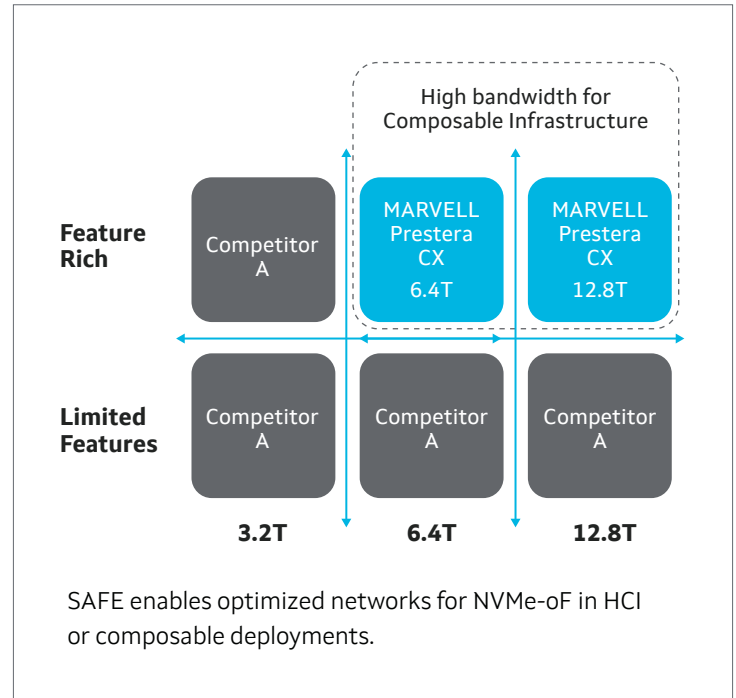 High bandwidth for
Composable Infrastructure
Feature
Rich
Competitor
A
MARVELL
Prestera
CX
6.4T
MARVELL
Prestera
CX
12.8T
Limited
Features
Competitor
A
Competitor
A
Competitor
A
3.2T
6.4T
12.8T
SAFE enables optimized networks for NVMe-oF in HCI
or composable deployments.